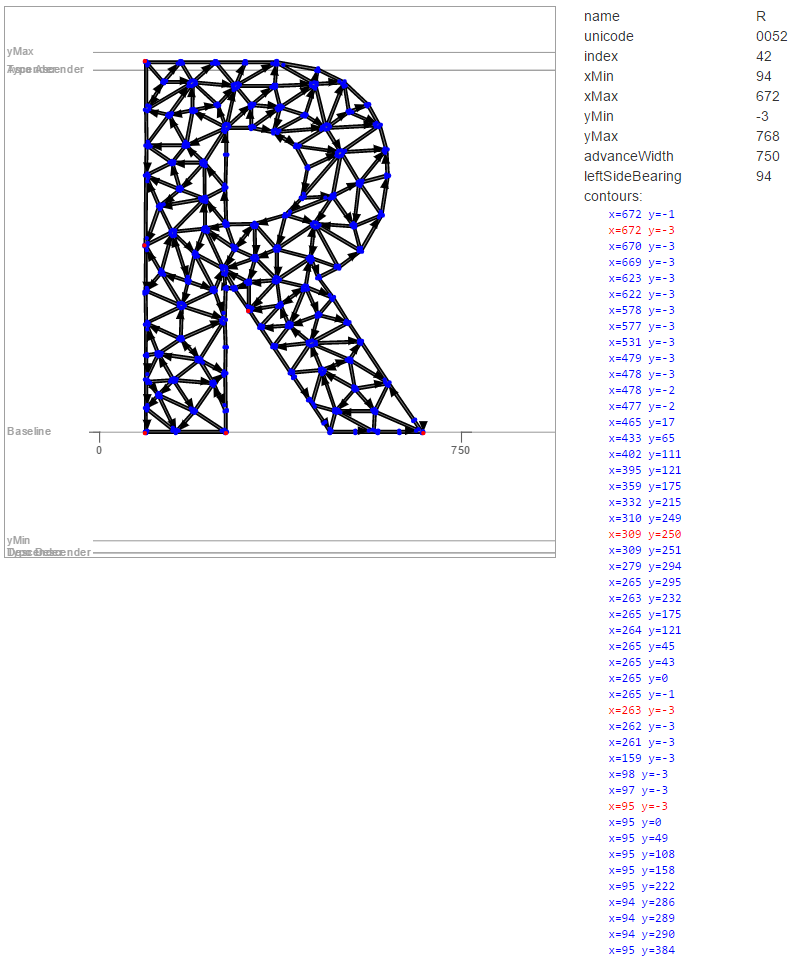 yMax
Ascender
Baseline
0
750
yMin
Descender
R
name R
unicode 0052
index 42
xMin 94
xMax 672
yMin -3
yMax 768
advanceWidth 750
leftSideBearing 94
contours:
x=672 y=-1
x=672 y=-3
x=670 y=-3
x=669 y=-3
x=623 y=-3
x=622 y=-3
x=578 y=-3
x=577 y=-3
x=531 y=-3
x=479 y=-3
x=478 y=-3
x=478 y=-2
x=477 y=-2
x=465 y=17
x=433 y=65
x=402 y=111
x=395 y=121
x=359 y=175
x=332 y=215
x=310 y=249
x=309 y=250
x=309 y=251
x=279 y=294
x=265 y=295
x=263 y=232
x=265 y=175
x=264 y=121
x=265 y=45
x=265 y=43
x=265 y=0
x=265 y=-1
x=263 y=-3
x=262 y=-3
x=261 y=-3
x=159 y=-3
x=98 y=-3
x=97 y=-3
x=95 y=-3
x=95 y=0
x=95 y=49
x=95 y=108
x=95 y=158
x=95 y=222
x=94 y=286
x=94 y=289
x=94 y=290
x=95 y=384